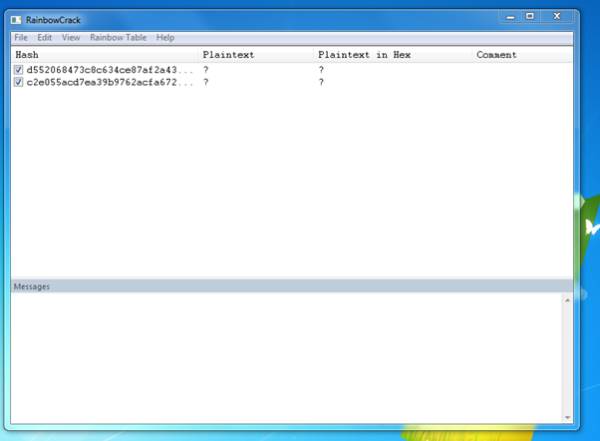 RainbowCrack
File Edit View Rainbow Table Help
Hash Plaintext Plaintext in Hex Comment
d552068473c8c634ce87af2a43... ? ?
c2e055acd7ea39b9762acfa672... ? ?
Messages